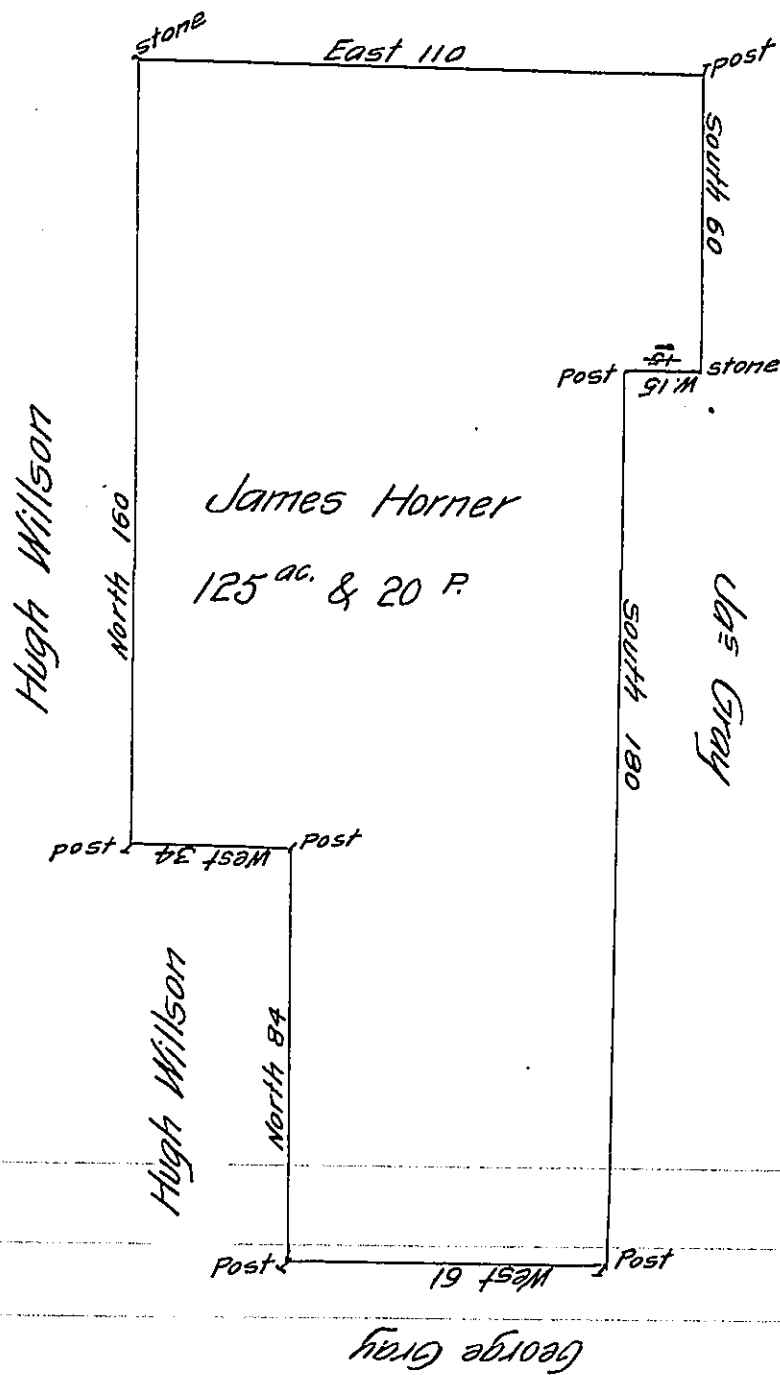 stone
East 110
Post
South 60
15
W. 15
Post
stone
Hugh Willson
North 160
James Horner
125 ac. & 20 P.
South 180
Jas Gray
Post
West 34
Post
Hugh Willson
North 84
Post
West 61
Post
George Gray